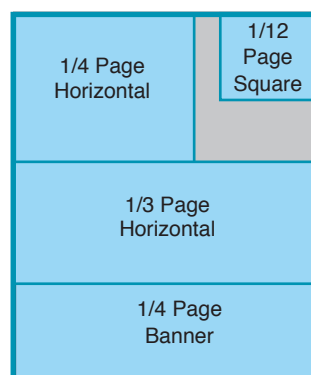 1/4 Page
Horizontal
1/12
Page
Square
1/3 Page
Horizontal
1/4 Page
Banner